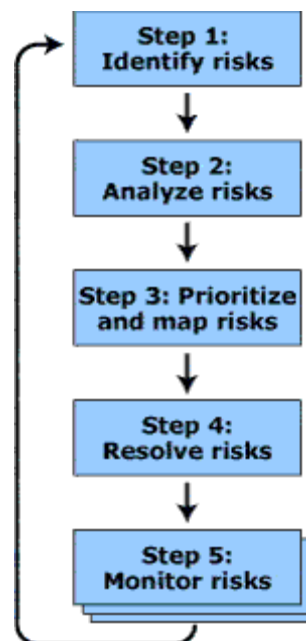 Step 1:
Identify risks
Step 2:
Analyze risks
Step 3: Prioritize
and map risks
Step 4:
Resolve risks
Step 5:
Monitor risks